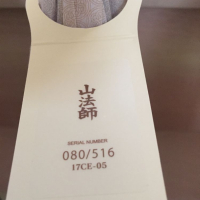 山法師
SERIAL NUMBER
080/516
17CE-05